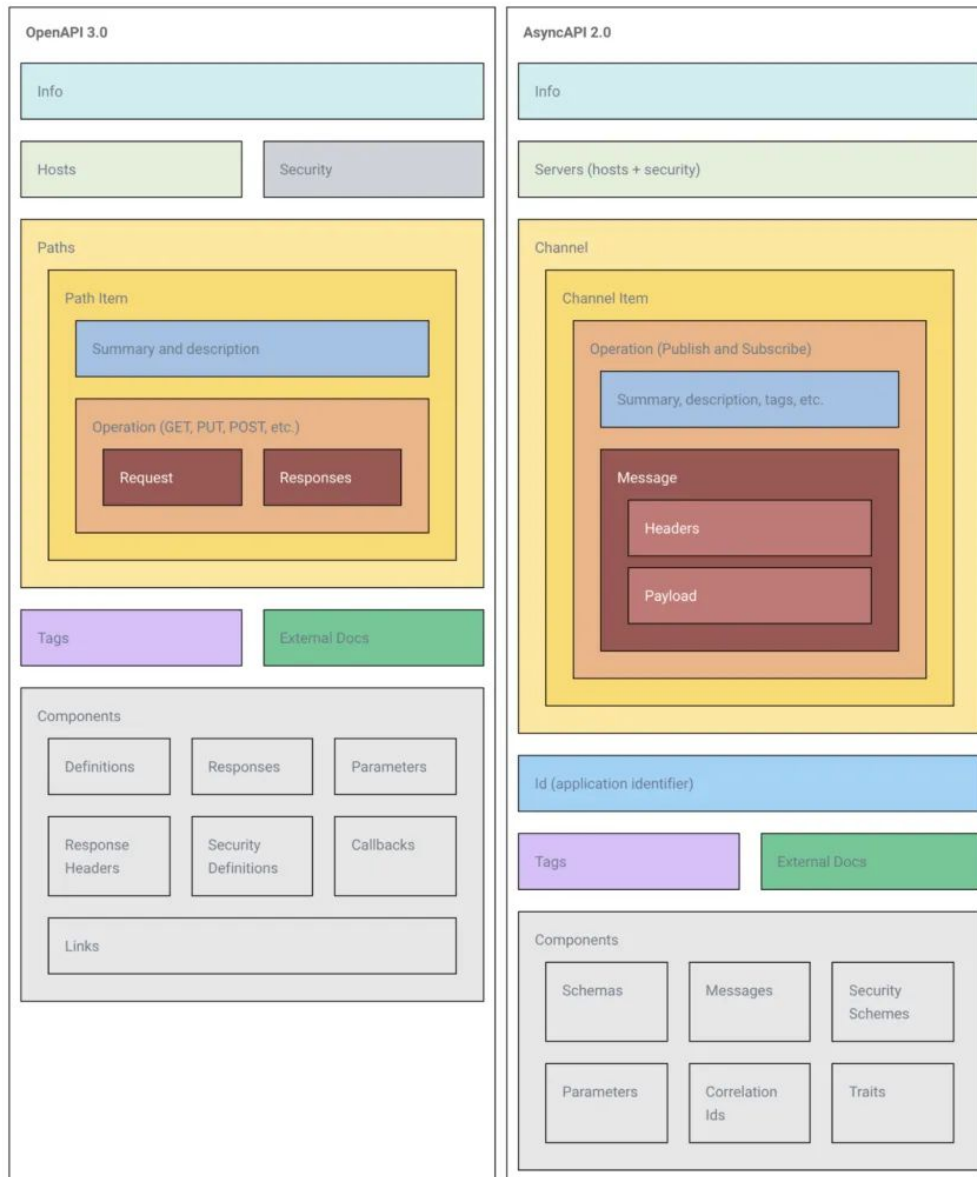 OpenAPI 3.0
Info
Hosts
Security
Paths
Path Item
Summary and description
Operation (GET, PUT, POST, etc.)
Request
Responses
Tags
External Docs
Components
Definitions
Responses
Parameters
Response
Headers
Security
Definitions
Callbacks
Links
AsyncAPI 2.0
Info
Servers (hosts + security)
Channel
Channel Item
Operation (Publish and Subscribe)
Summary, description, tags, etc.
Message
Headers
Payload
Id (application identifier)
Tags
External Docs
Components
Schemas
Messages
Security
Schemes
Parameters
Correlation
Ids
Traits